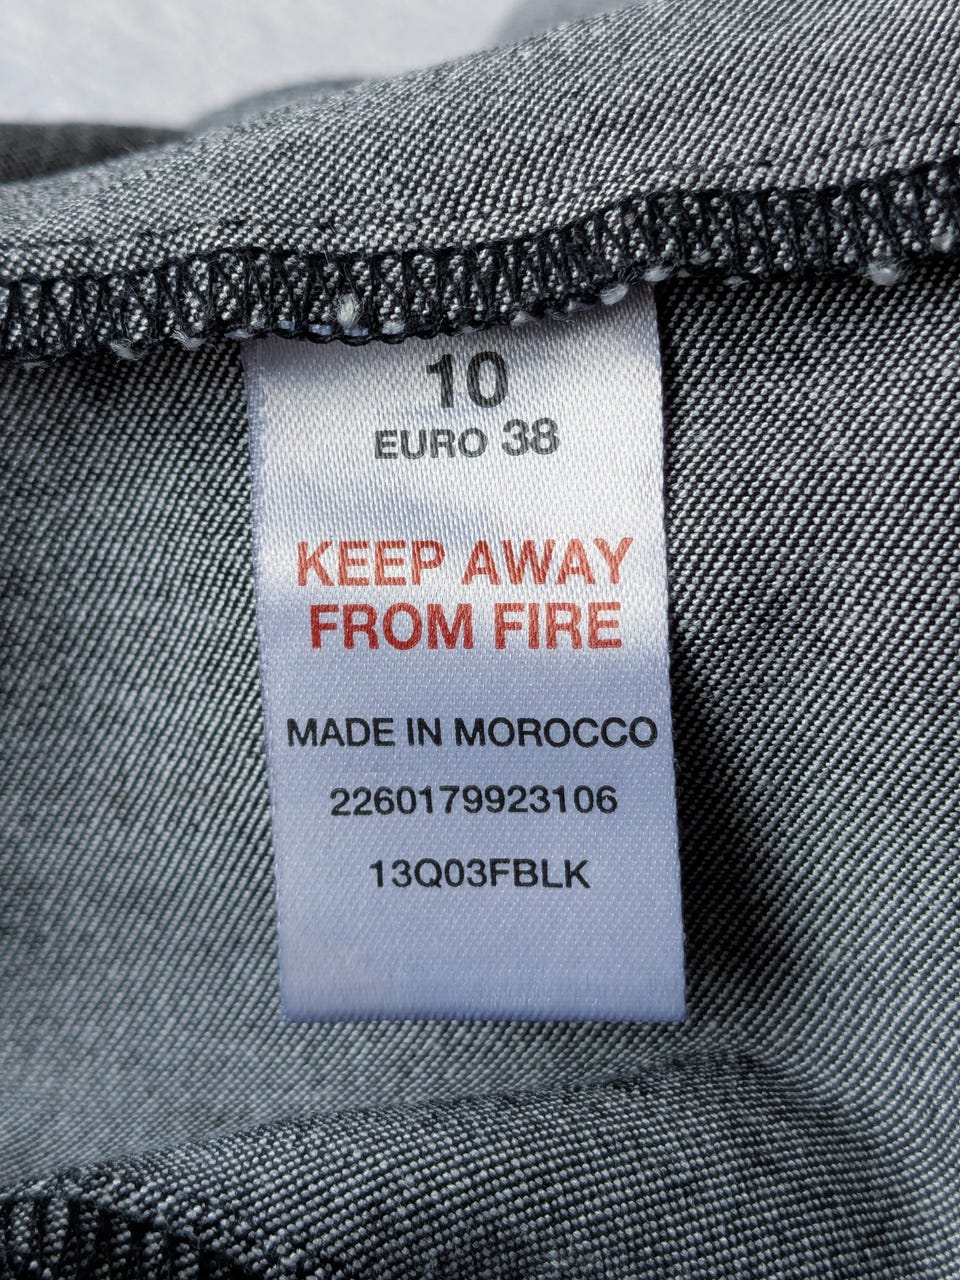 10
EURO 38
KEEP AWAY
FROM FIRE
MADE IN MOROCCO
2260179923106
13Q03FBLK